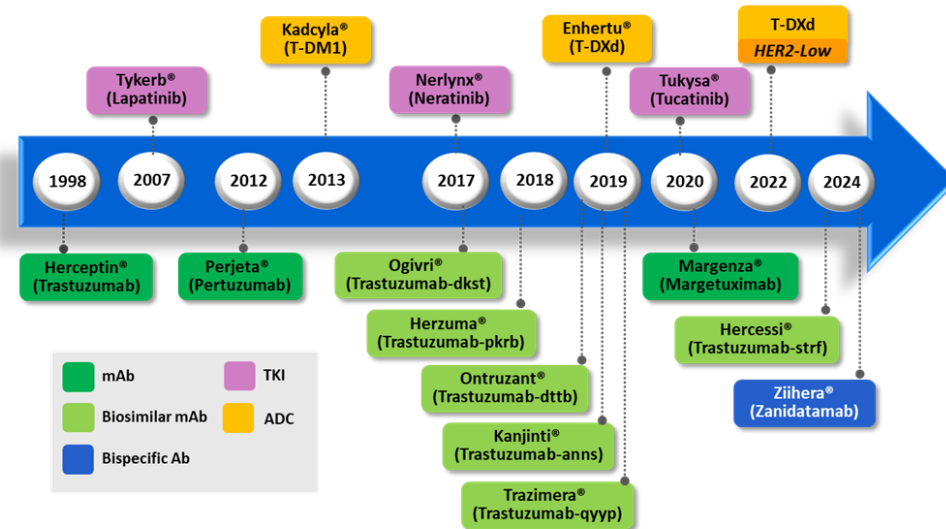 Kadcyla®
(T-DM1)
Enhertu®
(T-DXd)
T-DXd
HER2-Low
Tykerb®
(Lapatinib)
Nerlynx®
(Neratinib)
Tukysa®
(Tucatinib)
1998
2007
2012
2013
2017
2018
2019
2020
2022
2024
Herceptin®
(Trastuzumab)
Perjeta®
(Pertuzumab)
Ogivri®
(Trastuzumab-dkst)
Margenza®
(Margetuximab)
Herzuma®
(Trastuzumab-pkrb)
Hercessi®
(Trastuzumab-strf)
Ontruzant®
(Trastuzumab-dttb)
Ziihera®
(Zanidatamab)
Kanjinti®
(Trastuzumab-anns)
Trazimera®
(Trastuzumab-qyyp)
mAb
TKI
Biosimilar mAb
ADC
Bispecific Ab